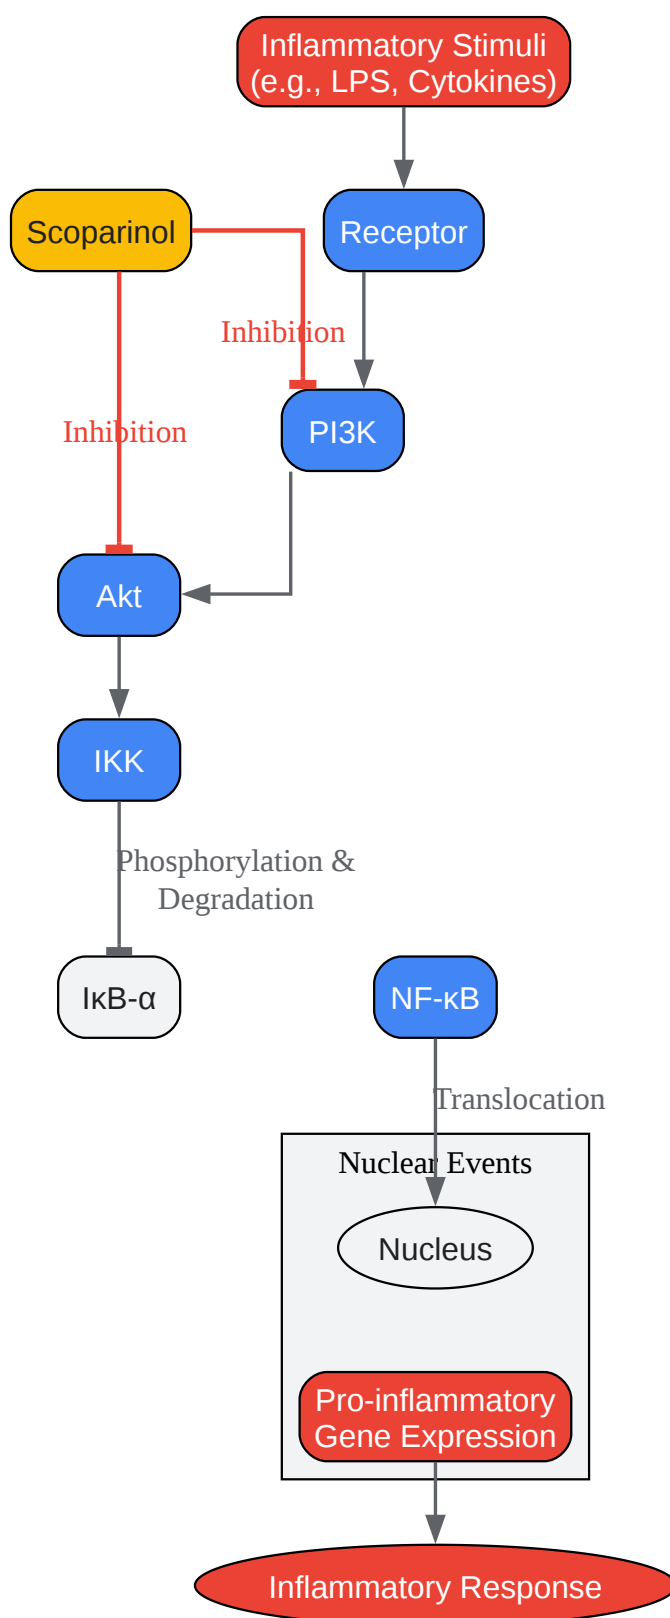 Inflammatory Stimuli
(e.g., LPS, Cytokines)
Scoparinol
Receptor
Inhibition
PI3K
Inhibition
Akt
IKK
Phosphorylation &
Degradation
IκB-α
NF-κB
Translocation
Nuclear Events
Nucleus
Pro-inflammatory
Gene Expression
Inflammatory Response